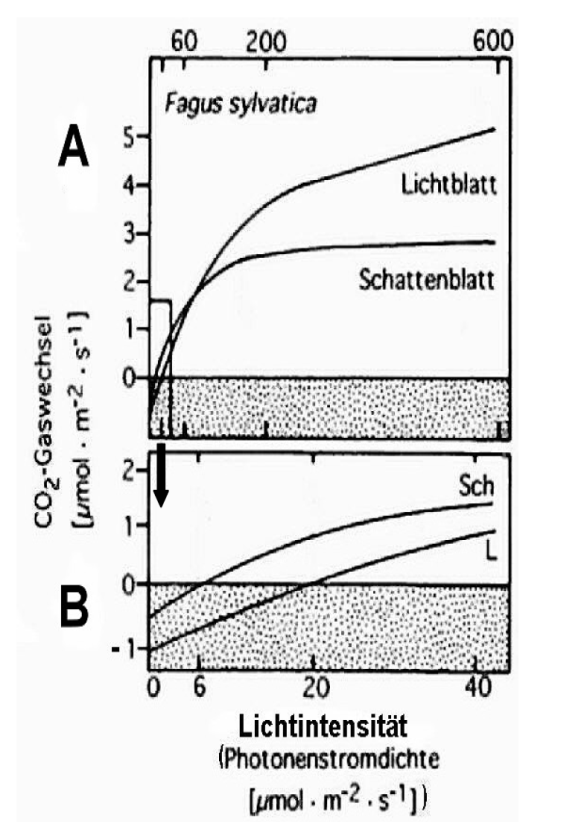 60 200 600
Fagus sylvatica
A
5
4
Lichtblatt
3
Schattenblatt
2
1
0
CO₂-Gaswechsel
[µmol · m⁻² · s⁻¹]
2
Sch
1
L
0
B
-1
0 6 20 40
Lichtintensität
(Photonenstromdichte
[µmol · m⁻² · s⁻¹])